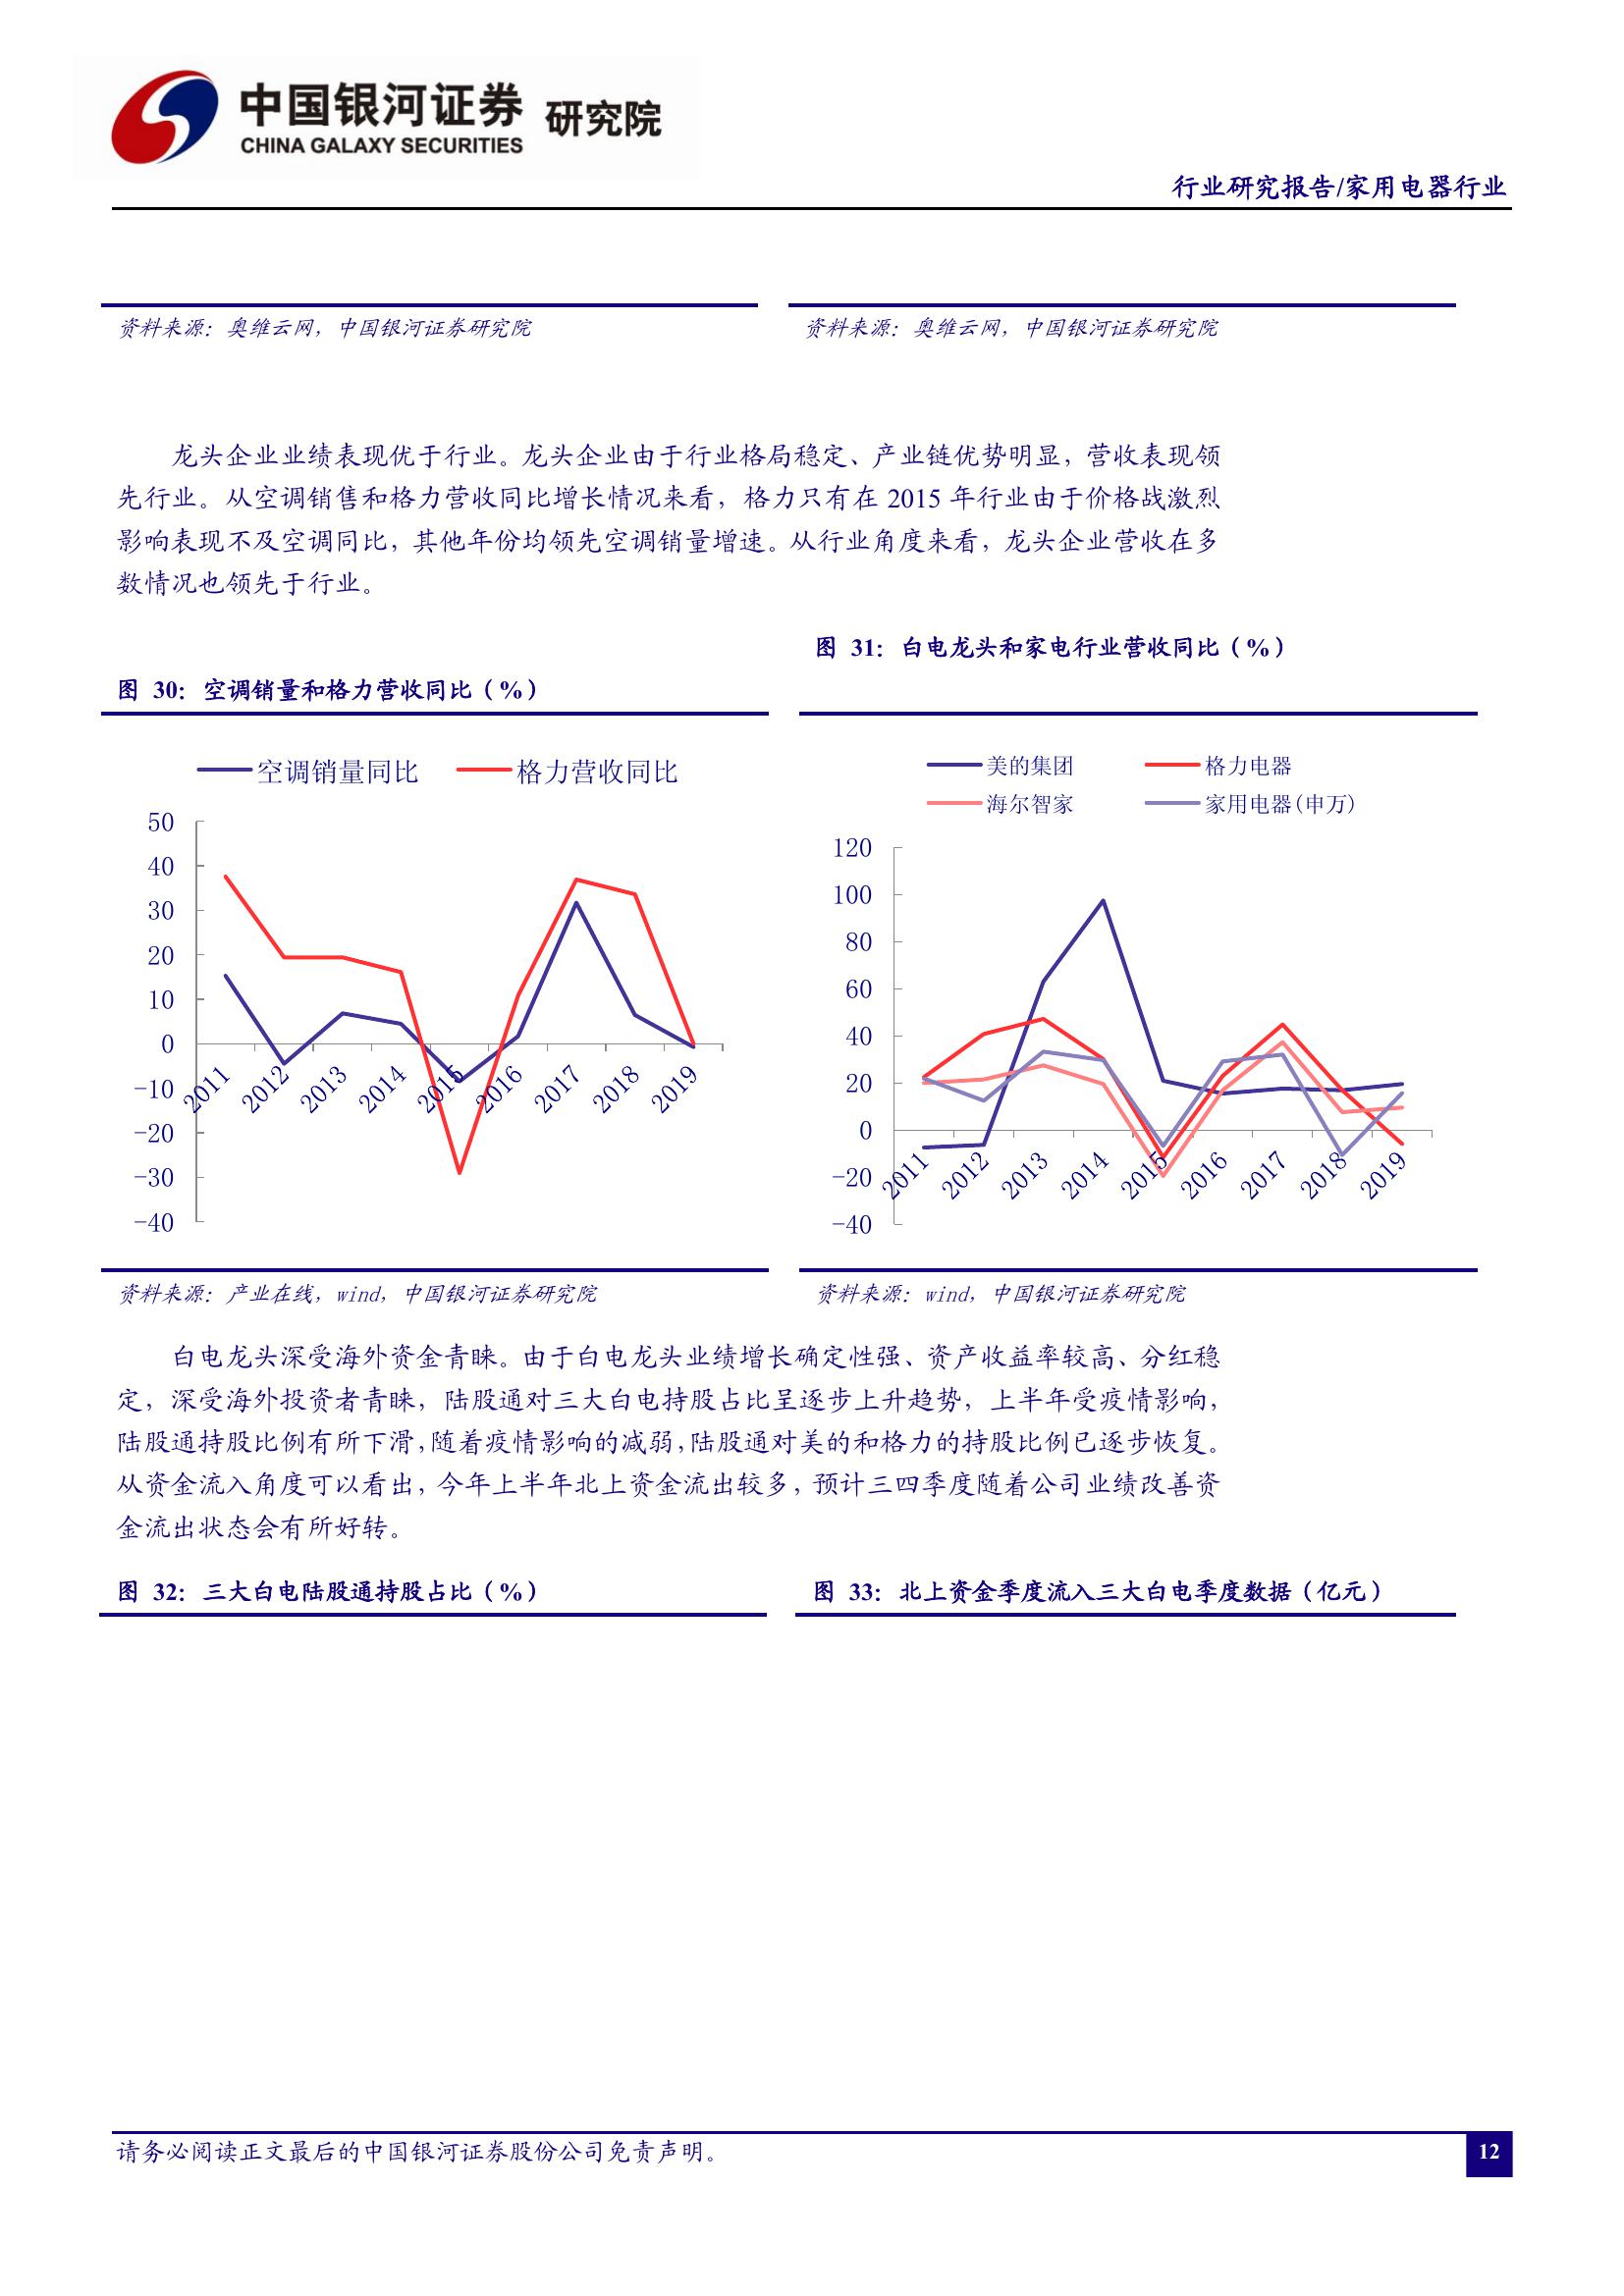 中国银河证券 研究院
CHINA GALAXY SECURITIES
行业研究报告/家用电器行业
资料来源：奥维云网，中国银河证券研究院
资料来源：奥维云网，中国银河证券研究院
龙头企业业绩表现优于行业。龙头企业由于行业格局稳定、产业链优势明显，营收表现领
先行业。从空调销售和格力营收同比增长情况来看，格力只有在 2015 年行业由于价格战激烈
影响表现不及空调同比，其他年份均领先空调销量增速。从行业角度来看，龙头企业营收在多
数情况也领先于行业。
图 30：空调销量和格力营收同比（%）
空调销量同比 格力营收同比
50
40
30
20
10
0
-10
-20
-30
-40
2011 2012 2013 2014 2015 2016 2017 2018 2019
资料来源：产业在线，wind，中国银河证券研究院
图 31：白电龙头和家电行业营收同比（%）
美的集团 格力电器
海尔智家 家用电器(申万)
120
100
80
60
40
20
0
-20
-40
2011 2012 2013 2014 2015 2016 2017 2018 2019
资料来源：wind，中国银河证券研究院
白电龙头深受海外资金青睐。由于白电龙头业绩增长确定性强、资产收益率较高、分红稳
定，深受海外投资者青睐，陆股通对三大白电持股占比呈逐步上升趋势，上半年受疫情影响，
陆股通持股比例有所下滑，随着疫情影响的减弱，陆股通对美的和格力的持股比例已逐步恢复。
从资金流入角度可以看出，今年上半年北上资金流出较多，预计三四季度随着公司业绩改善资
金流出状态会有所好转。
图 32：三大白电陆股通持股占比（%）
图 33：北上资金季度流入三大白电季度数据（亿元）
请务必阅读正文最后的中国银河证券股份公司免责声明。
12